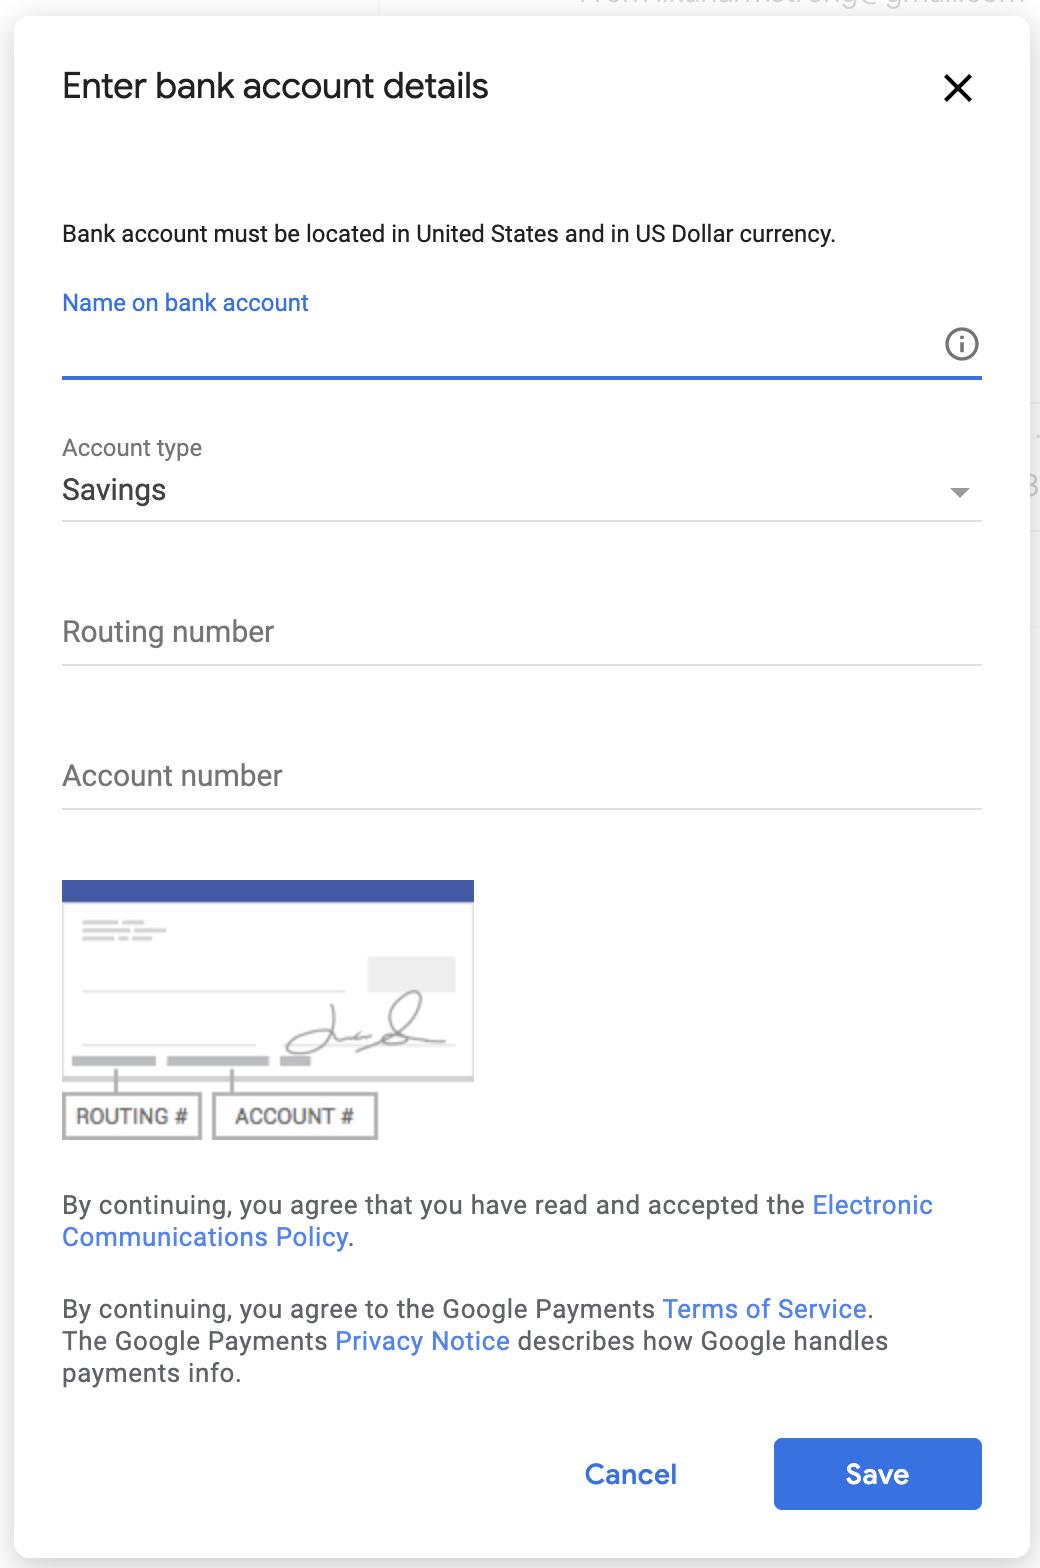 Enter bank account details
Bank account must be located in United States and in US Dollar currency.
Name on bank account
Account type
Savings
Routing number
Account number
ROUTING # ACCOUNT #
By continuing, you agree that you have read and accepted the Electronic
Communications Policy.
By continuing, you agree to the Google Payments Terms of Service.
The Google Payments Privacy Notice describes how Google handles
payments info.
Cancel Save